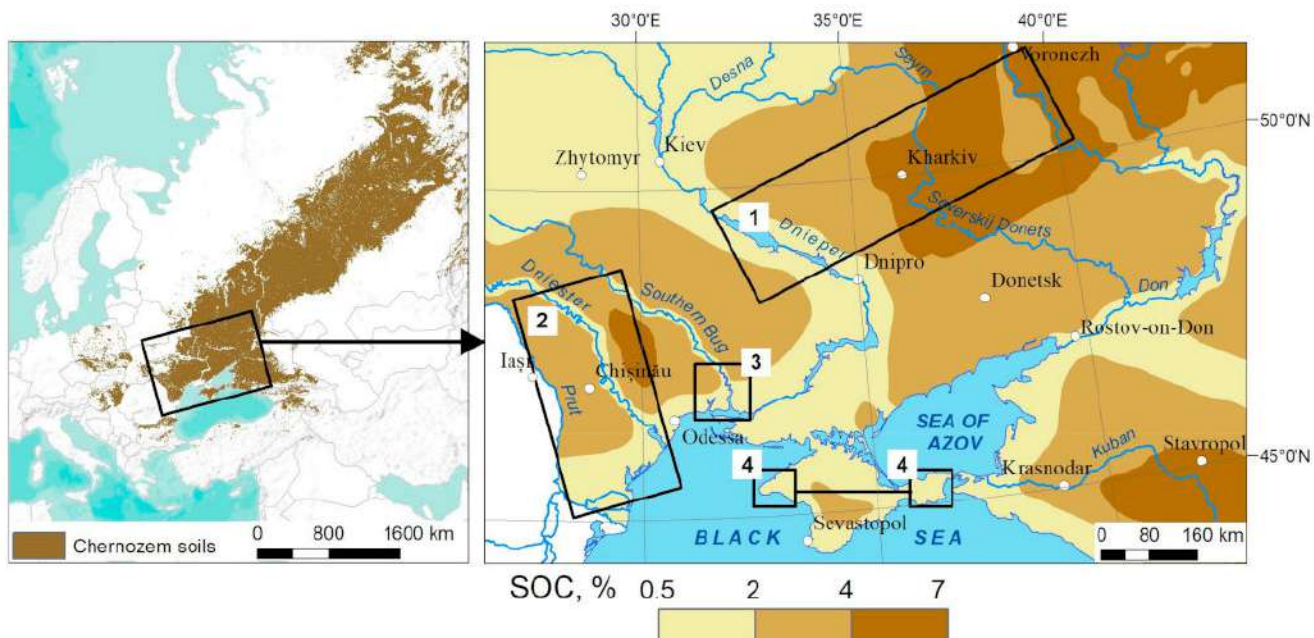 30°0'E 35°0'E 40°0'E
Voronezh
Desna
Seym
50°0'N
Zhytomyr
Kiev
Kharkiv
1
Dnieper
Severskij Donets
Dnipro
Donetsk
Don
Dniester
Southern Bug
2
Rostov-on-Don
Iași
Chișinău
3
Prut
Odessa
SEA OF
AZOV
Kuban
Stavropol
4
4
Krasnodar
45°0'N
Sevastopol
BLACK SEA
0 800 1600 km
Chernozem soils
0 80 160
km
SOC, % 0.5 2 4 7